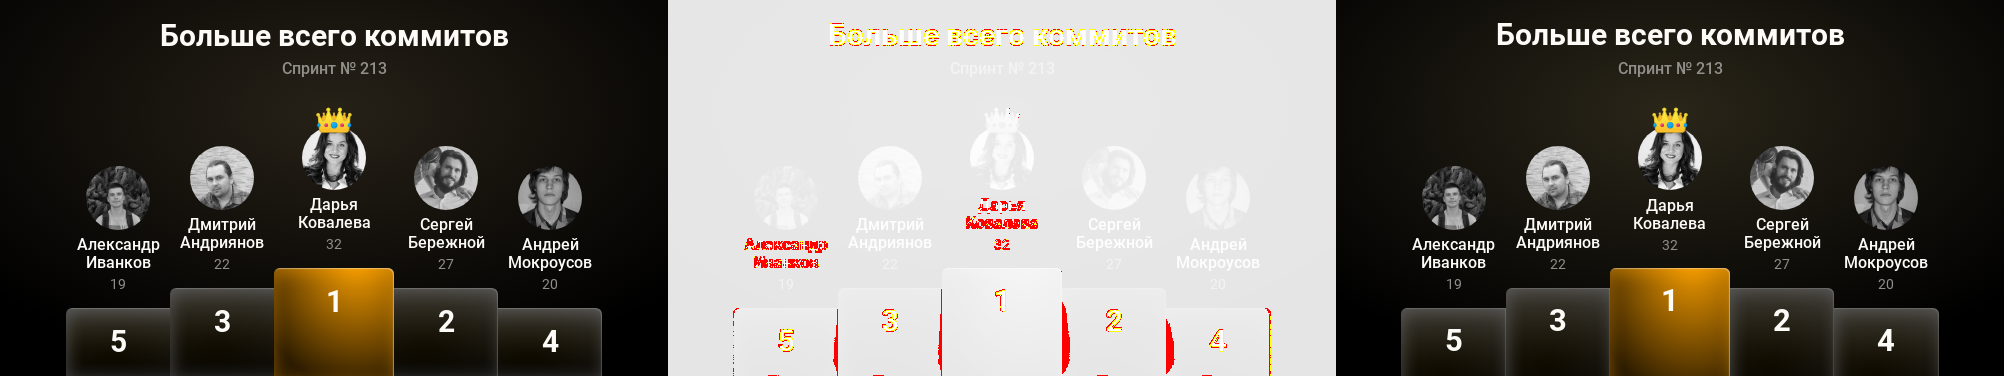 Больше всего коммитов
Спринт № 213
Александр
Иванков
19
Дмитрий
Андриянов
22
Дарья
Ковалева
32
Сергей
Бережной
27
Андрей
Мокроусов
20
5
3
1
2
4
Больше всего коммитов
Спринт № 213
Александр
Иванков
19
Дмитрий
Андриянов
22
Дарья
Ковалева
32
Сергей
Бережной
27
Андрей
Мокроусов
20
5
3
1
2
4
Больше всего коммитов
Спринт № 213
Александр
Иванков
19
Дмитрий
Андриянов
22
Дарья
Ковалева
32
Сергей
Бережной
27
Андрей
Мокроусов
20
5
3
1
2
4